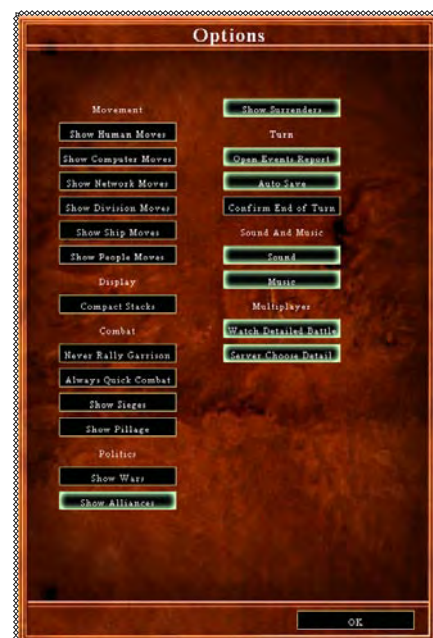 Options
Movement
Show Human Moves
Show Computer Moves
Show Network Moves
Show Division Moves
Show Ship Moves
Show People Moves
Display
Compact Stacks
Combat
Never Rally Garrison
Always Quick Combat
Show Sieges
Show Pillage
Politics
Show Wars
Show Alliances
Show Surrenders
Turn
Open Events Report
Auto Save
Confirm End of Turn
Sound And Music
Sound
Music
Multiplayer
Watch Detailed Battle
Server Choose Detail
OK